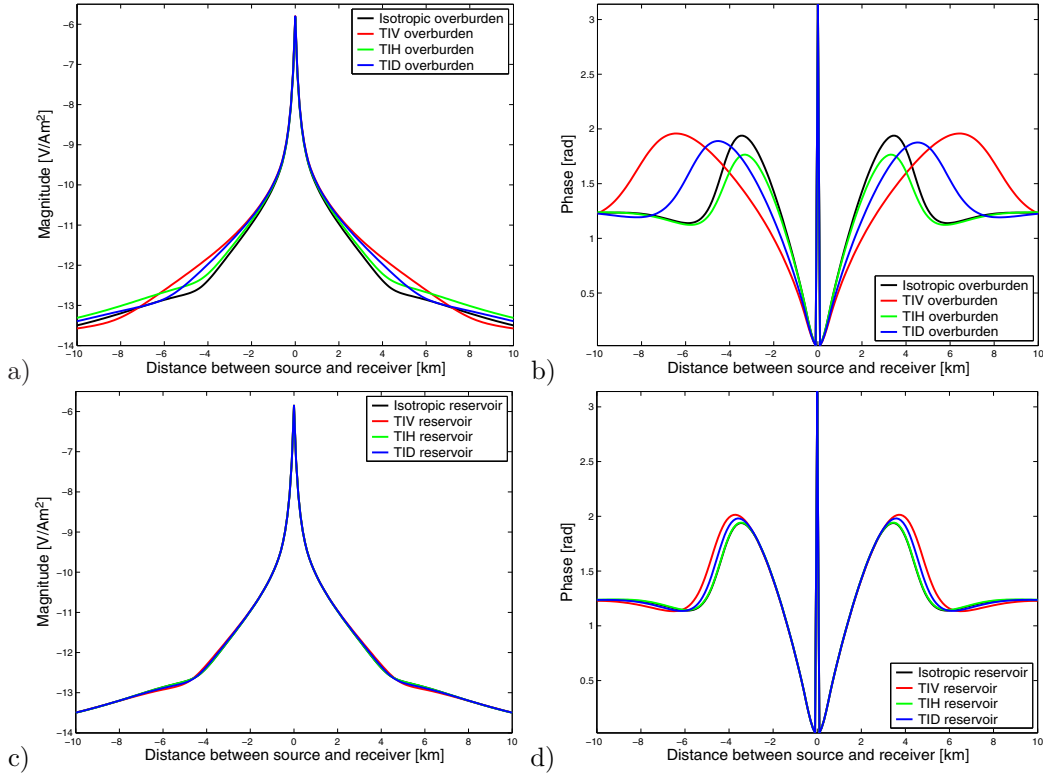 Magnitude [V/Am²]
−6
−7
−8
−9
−10
−11
−12
−13
−14
−10 −8 −6 −4 −2 0 2 4 6 8 10
Distance between source and receiver [km]
Isotropic overburden
TIV overburden
TIH overburden
TID overburden
a)
Phase [rad]
3
2.5
2
1.5
1
0.5
−10 −8 −6 −4 −2 0 2 4 6 8 10
Distance between source and receiver [km]
Isotropic overburden
TIV overburden
TIH overburden
TID overburden
b)
Magnitude [V/Am²]
−6
−7
−8
−9
−10
−11
−12
−13
−14
−10 −8 −6 −4 −2 0 2 4 6 8 10
Distance between source and receiver [km]
Isotropic reservoir
TIV reservoir
TIH reservoir
TID reservoir
c)
Phase [rad]
3
2.5
2
1.5
1
0.5
−10 −8 −6 −4 −2 0 2 4 6 8 10
Distance between source and receiver [km]
Isotropic reservoir
TIV reservoir
TIH reservoir
TID reservoir
d)